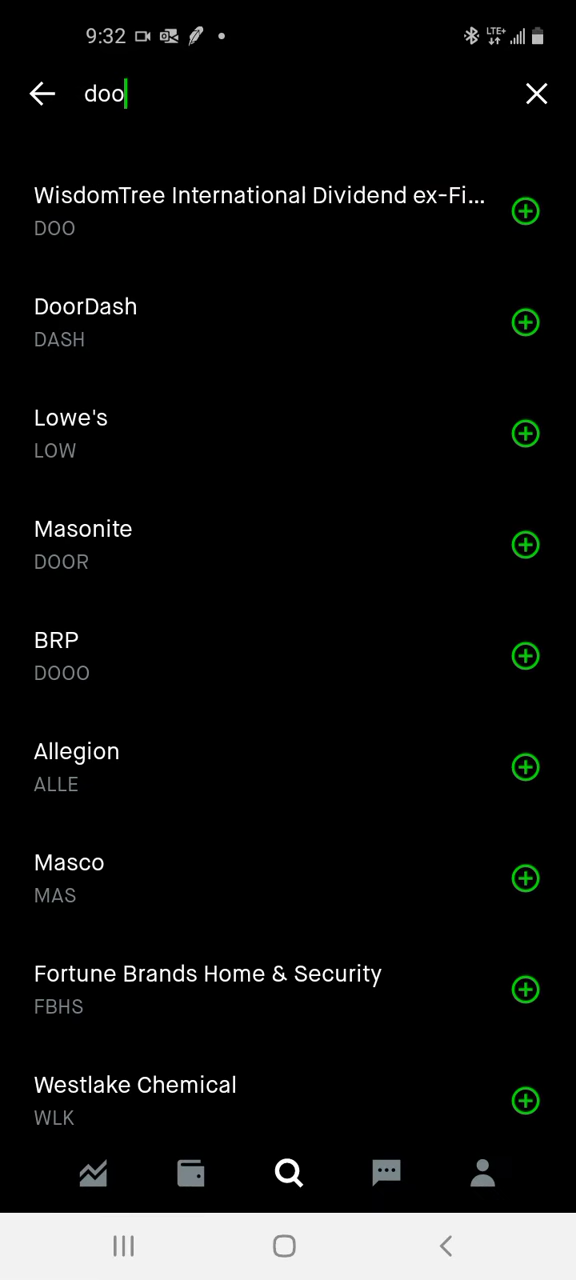 9:32
LTE+
doo
WisdomTree International Dividend ex-Fi...
DOO
DoorDash
DASH
Lowe's
LOW
Masonite
DOOR
BRP
DOOO
Allegion
ALLE
Masco
MAS
Fortune Brands Home & Security
FBHS
Westlake Chemical
WLK